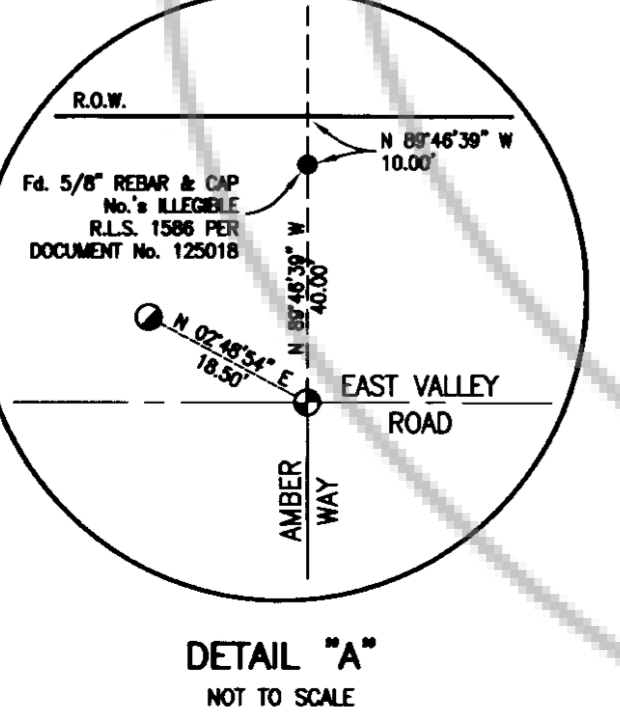 R.O.W.
N 89°46'39" W
10.00'
Fd. 5/8" REBAR & CAP
No.'s ILLEGIBLE
R.L.S. 1586 PER
DOCUMENT No. 125018
N 89°46'39" W
40.00'
N 02°48'54" E
18.50'
EAST VALLEY
ROAD
AMBER
WAY
DETAIL "A"
NOT TO SCALE